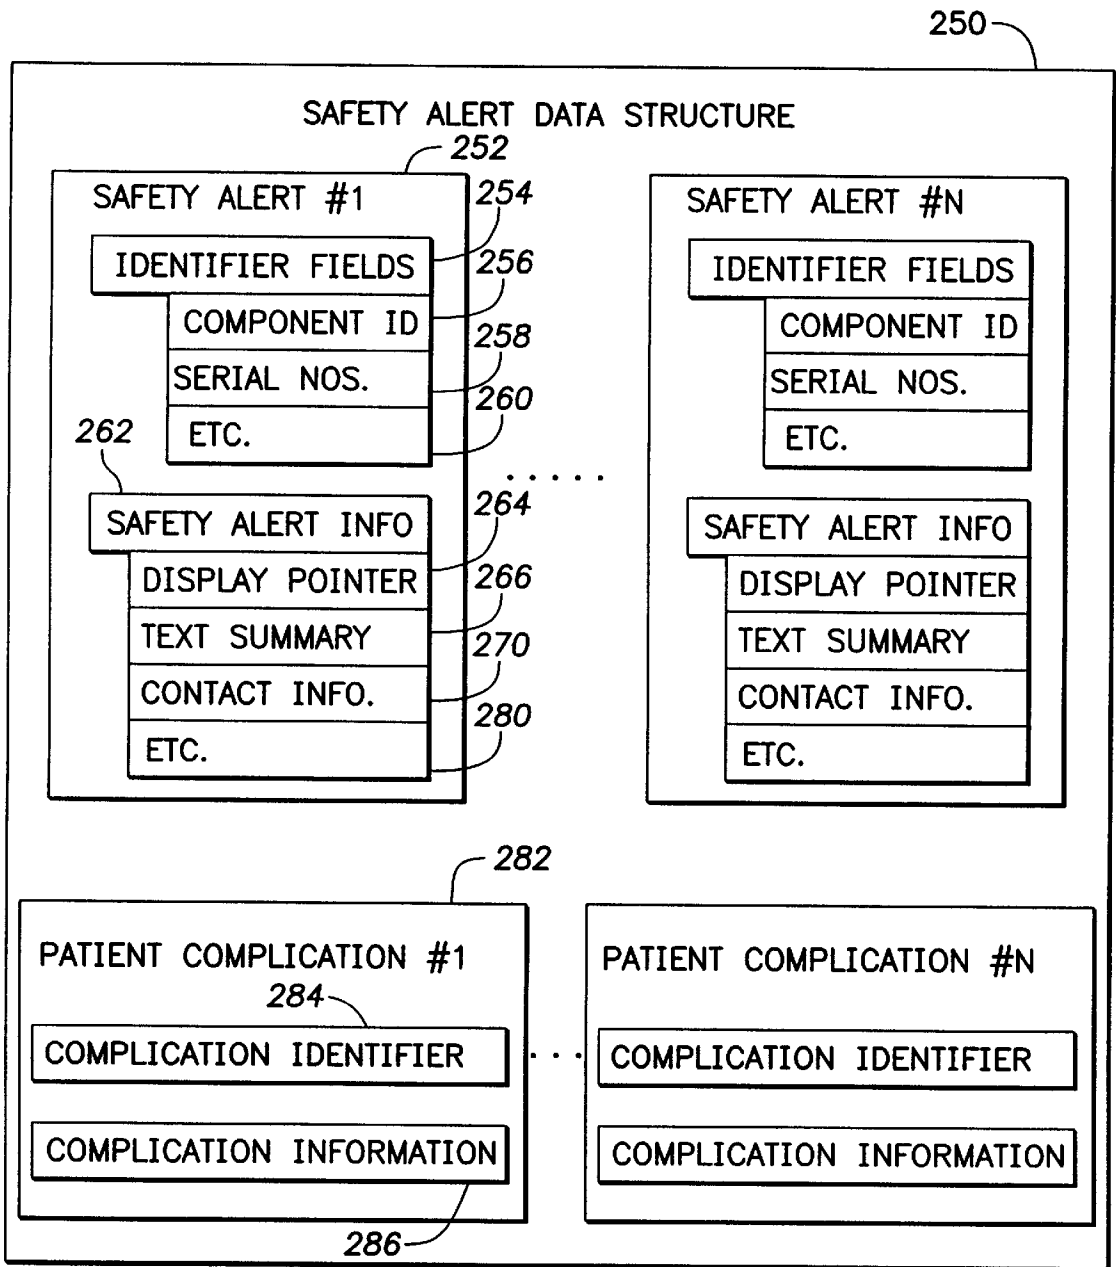 250
SAFETY ALERT DATA STRUCTURE
252
SAFETY ALERT #1
254
IDENTIFIER FIELDS
256
COMPONENT ID
258
SERIAL NOS.
260
ETC.
262
SAFETY ALERT INFO
264
DISPLAY POINTER
266
TEXT SUMMARY
270
CONTACT INFO.
280
ETC.
.....
SAFETY ALERT #N
IDENTIFIER FIELDS
COMPONENT ID
SERIAL NOS.
ETC.
SAFETY ALERT INFO
DISPLAY POINTER
TEXT SUMMARY
CONTACT INFO.
ETC.
282
PATIENT COMPLICATION #1
284
COMPLICATION IDENTIFIER
COMPLICATION INFORMATION
286
....
PATIENT COMPLICATION #N
COMPLICATION IDENTIFIER
COMPLICATION INFORMATION